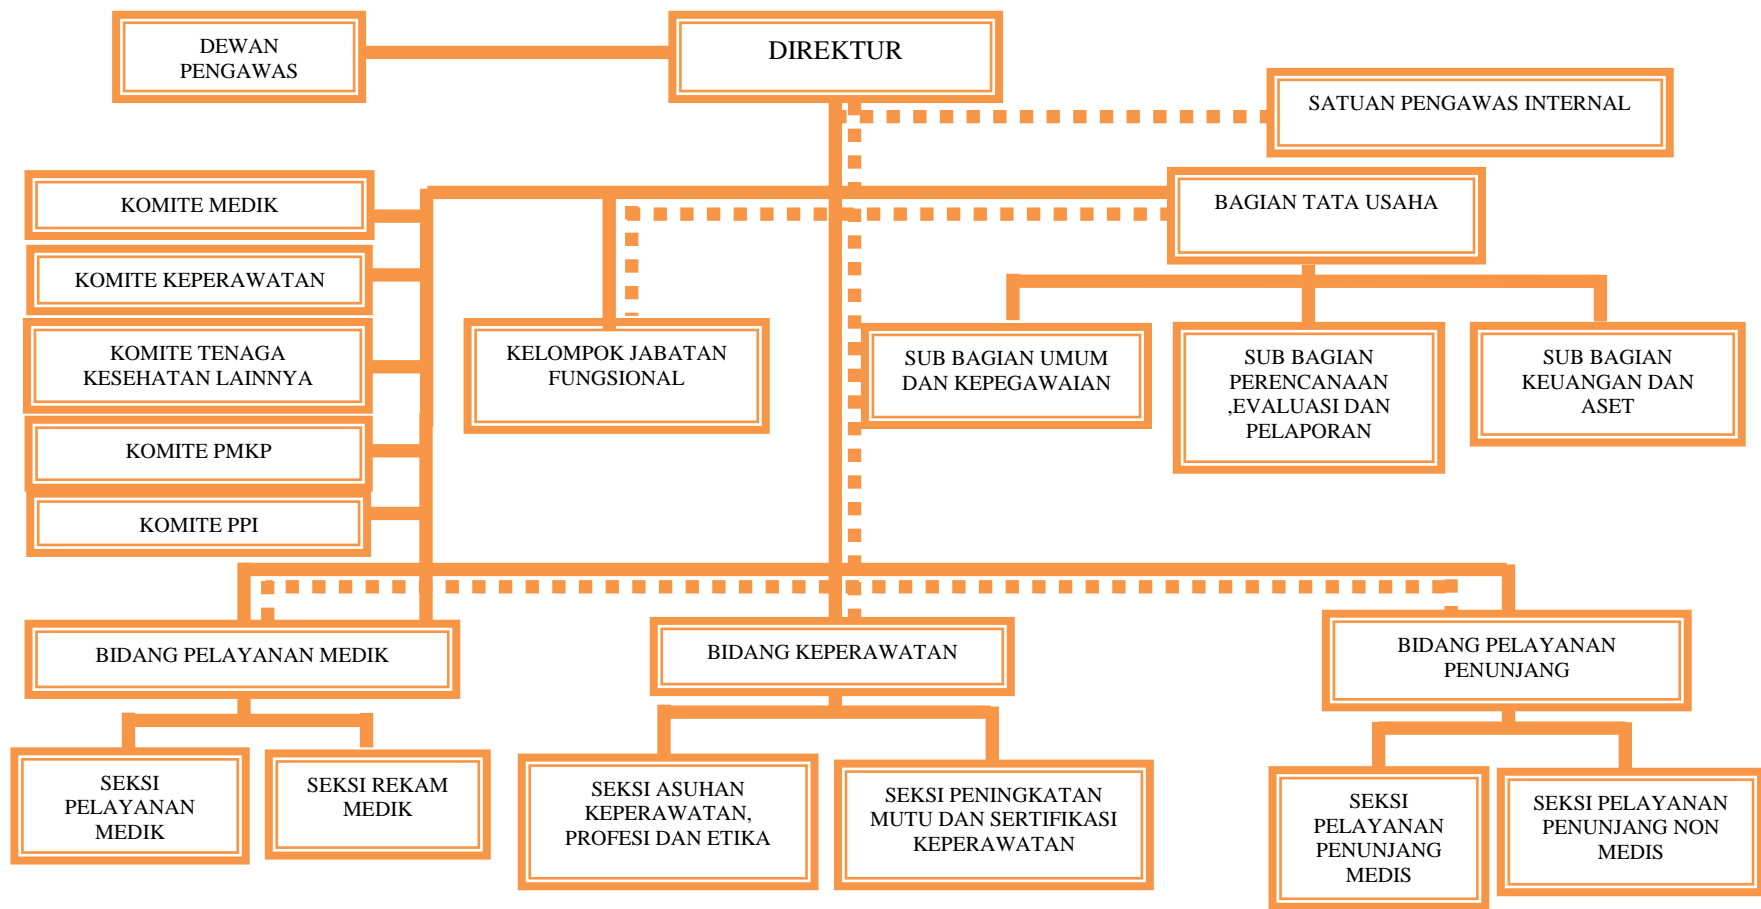 DEWAN
PENGAWAS
DIREKTUR
SATUAN PENGAWAS INTERNAL
KOMITE MEDIK
BAGIAN TATA USAHA
KOMITE KEPERAWATAN
KOMITE TENAGA
KESEHATAN LAINNYA
KELOMPOK JABATAN
FUNGSIONAL
SUB BAGIAN UMUM
DAN KEPEGAWAIAN
SUB BAGIAN
PERENCANAAN
,EVALUASI DAN
PELAPORAN
SUB BAGIAN
KEUANGAN DAN
ASET
KOMITE PMKP
KOMITE PPI
BIDANG PELAYANAN MEDIK
BIDANG KEPERAWATAN
BIDANG PELAYANAN
PENUNJANG
SEKSI
PELAYANAN
MEDIK
SEKSI REKAM
MEDIK
SEKSI ASUHAN
KEPERAWATAN,
PROFESI DAN ETIKA
SEKSI PENINGKATAN
MUTU DAN SERTIFIKASI
KEPERAWATAN
SEKSI
PELAYANAN
PENUNJANG
MEDIS
SEKSI PELAYANAN
PENUNJANG NON
MEDIS